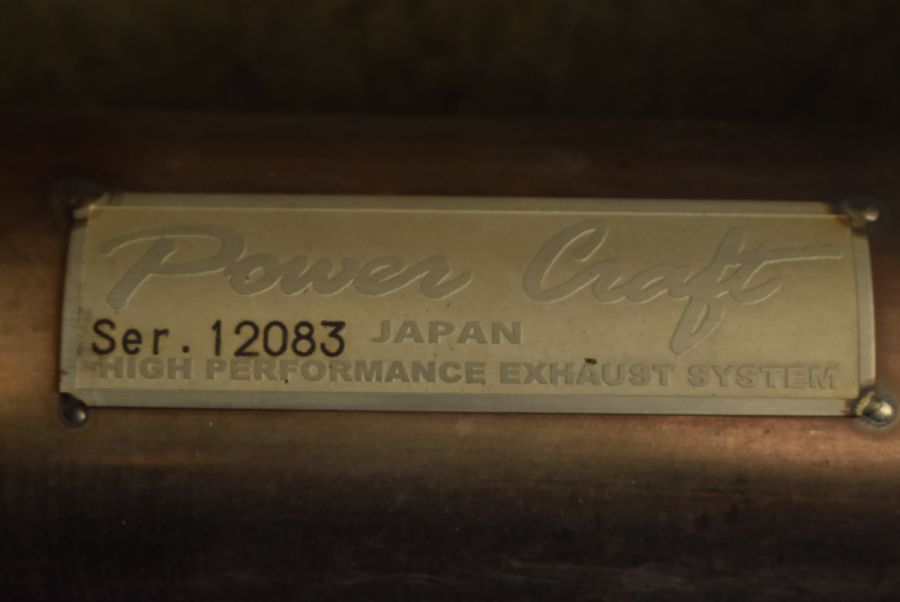 Power Craft
Ser. 12083 JAPAN
HIGH PERFORMANCE EXHAUST SYSTEM